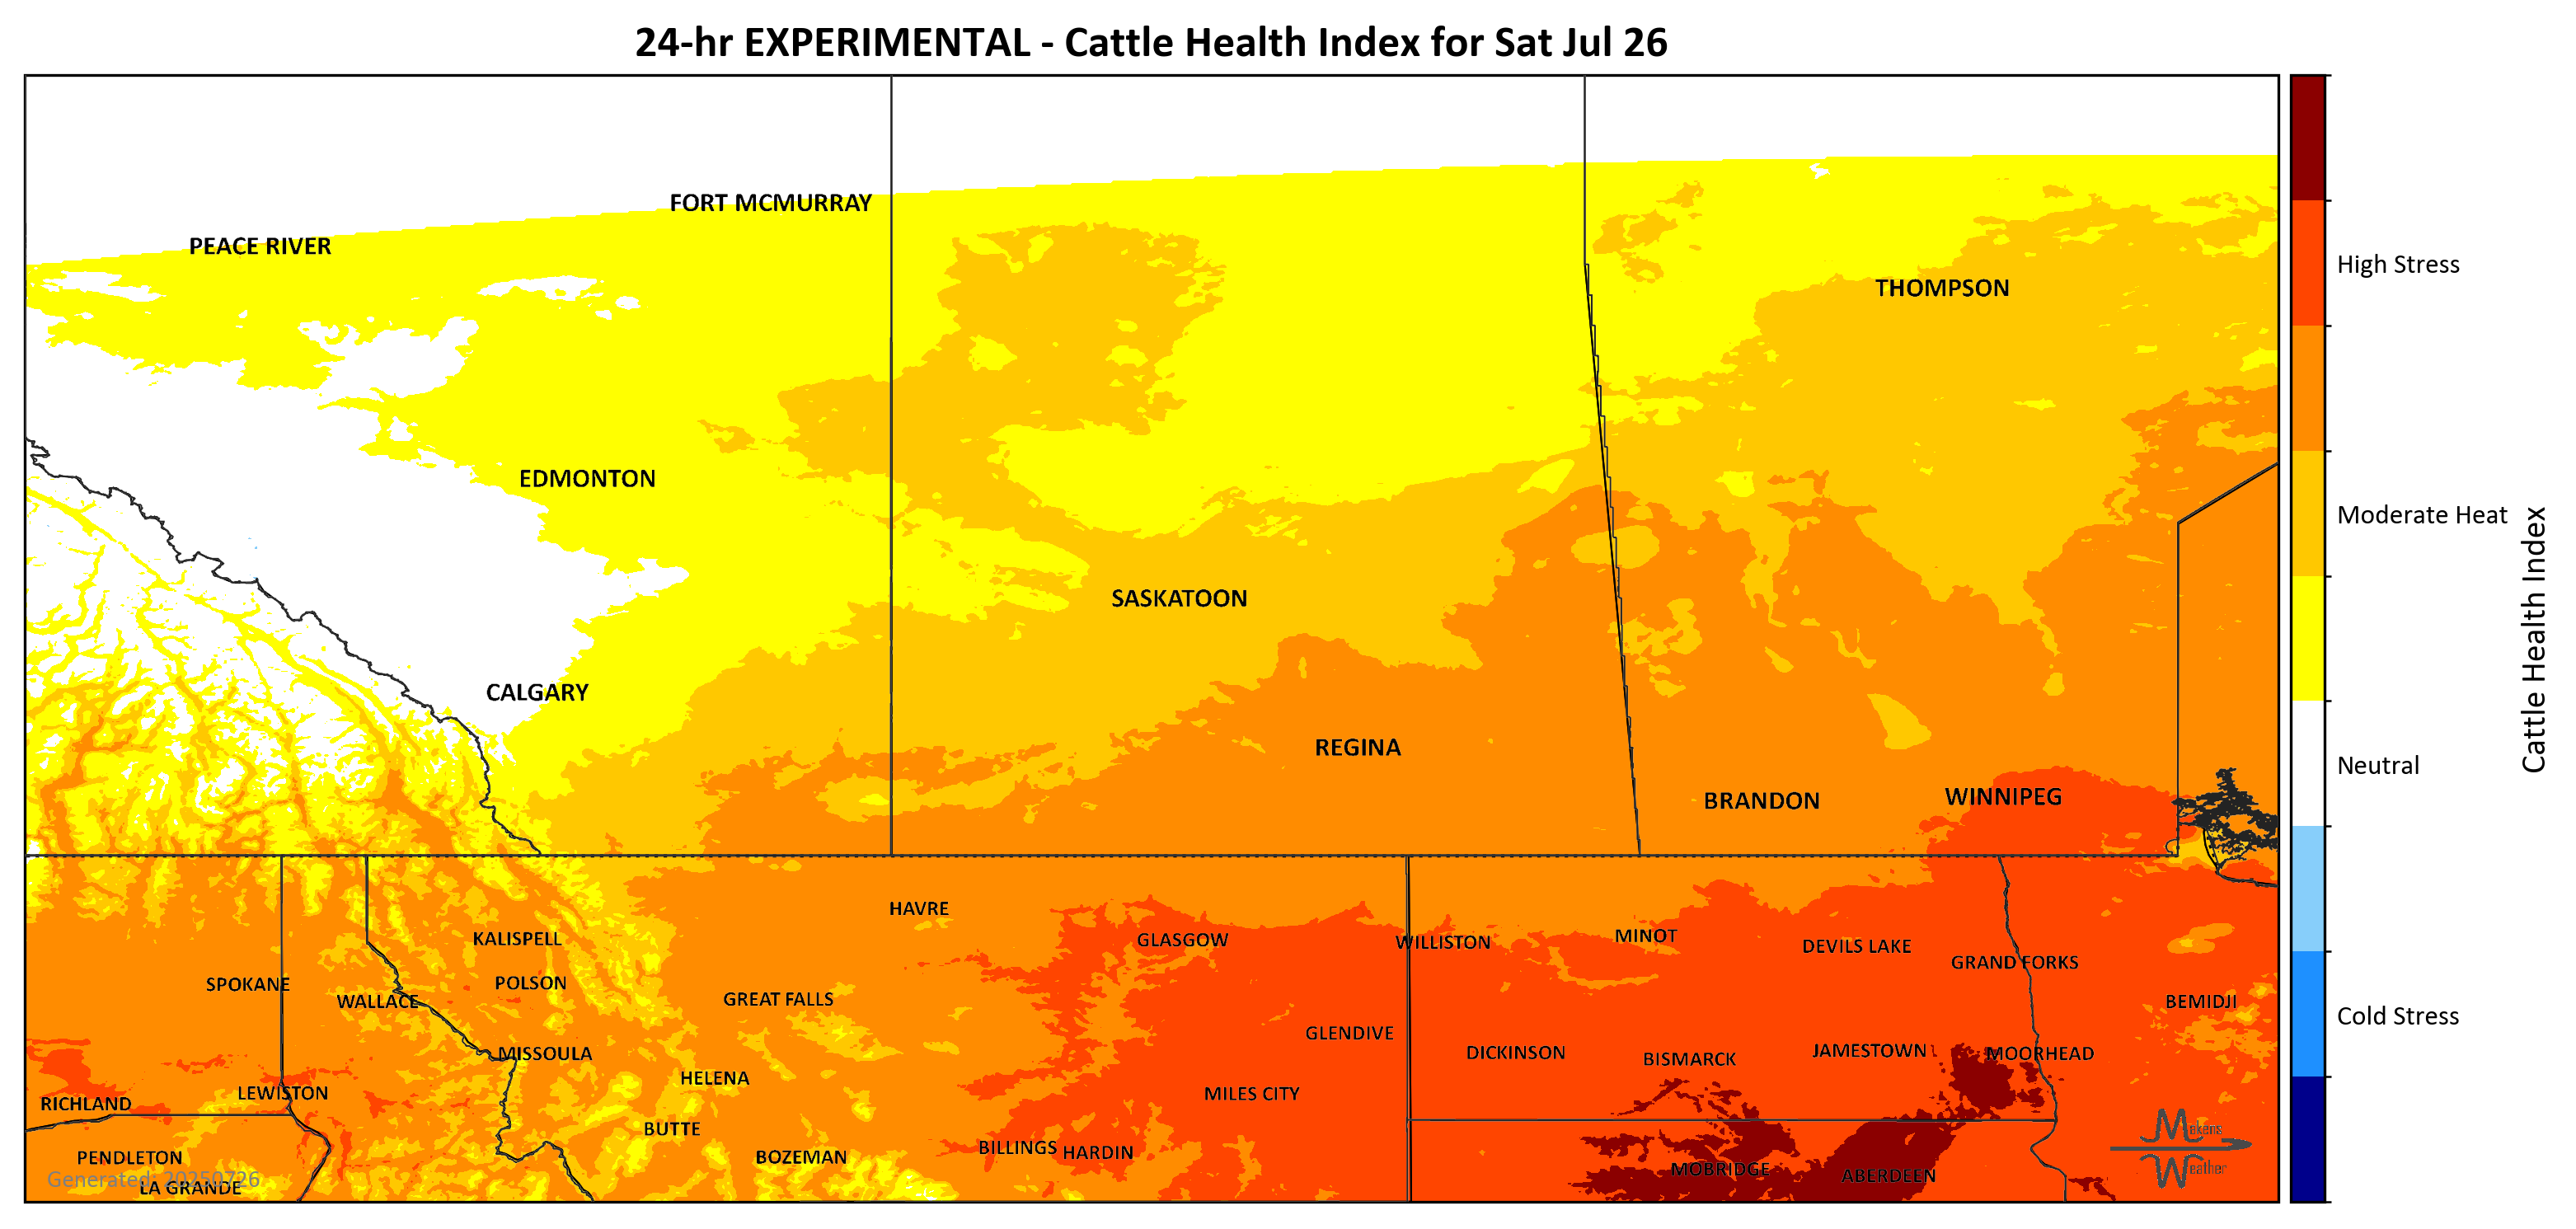 24-hr EXPERIMENTAL - Cattle Health Index for Sat Jul 26
FORT MCMURRAY
PEACE RIVER
THOMPSON
EDMONTON
SASKATOON
CALGARY
REGINA
BRANDON
WINNIPEG
HAVRE
KALISPELL
GLASGOW
WILLISTON
MINOT
DEVILS LAKE
GRAND FORKS
SPOKANE
POLSON
WALLACE
GREAT FALLS
BEMIDJI
GLENDIVE
MISSOULA
DICKINSON
BISMARCK
JAMESTOWN
MOORHEAD
HELENA
LEWISTON
MILES CITY
RICHLAND
BUTTE
BILLINGS
HARDIN
PENDLETON
BOZEMAN
MOBRIDGE
ABERDEEN
Generated: 20250726
LA GRANDE
Makens
Weather
High Stress
Moderate Heat
Neutral
Cold Stress
Cattle Health Index